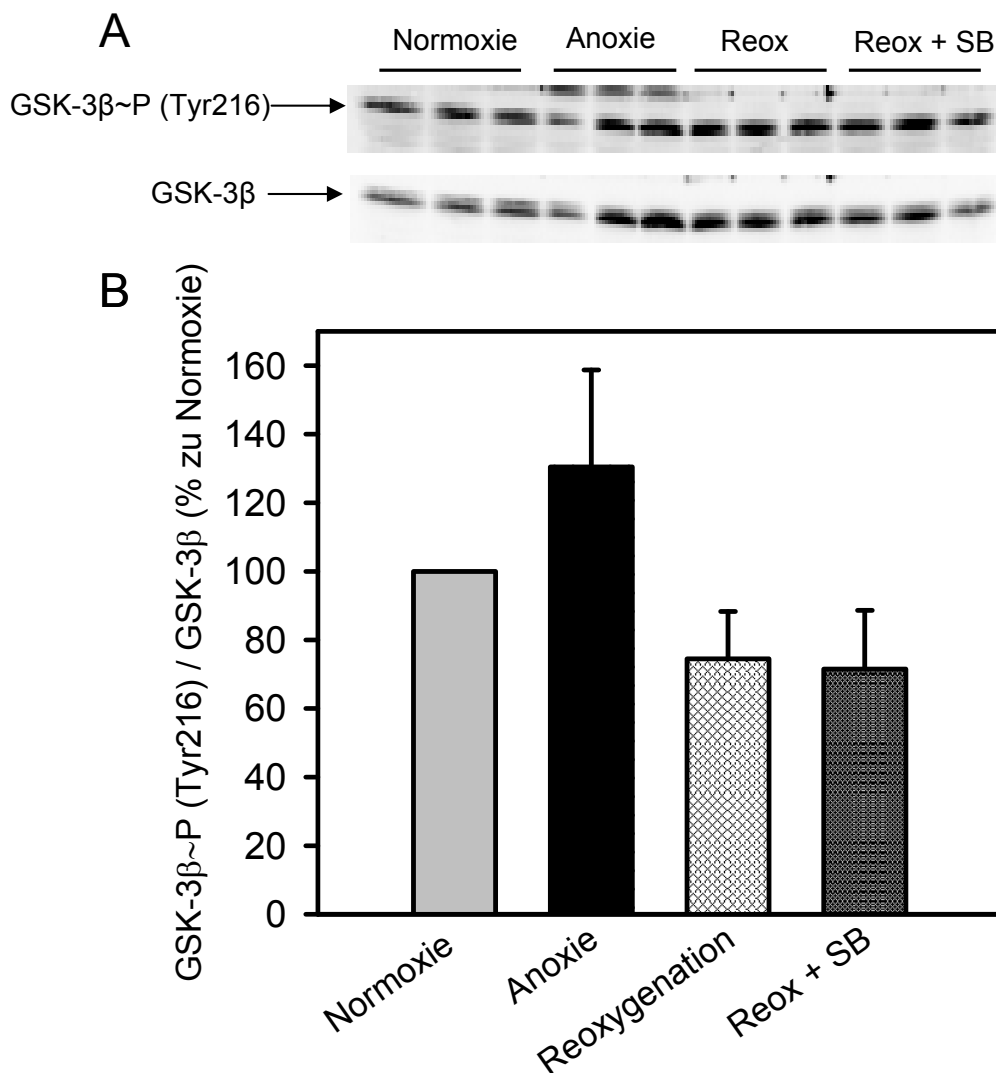 A
Normoxie Anoxie Reox Reox + SB
GSK-3β~P (Tyr216)
GSK-3β
B
GSK-3β~P (Tyr216) / GSK-3β (% zu Normoxie)
160
140
120
100
80
60
40
20
0
Normoxie
Anoxie
Reoxygenation
Reox + SB